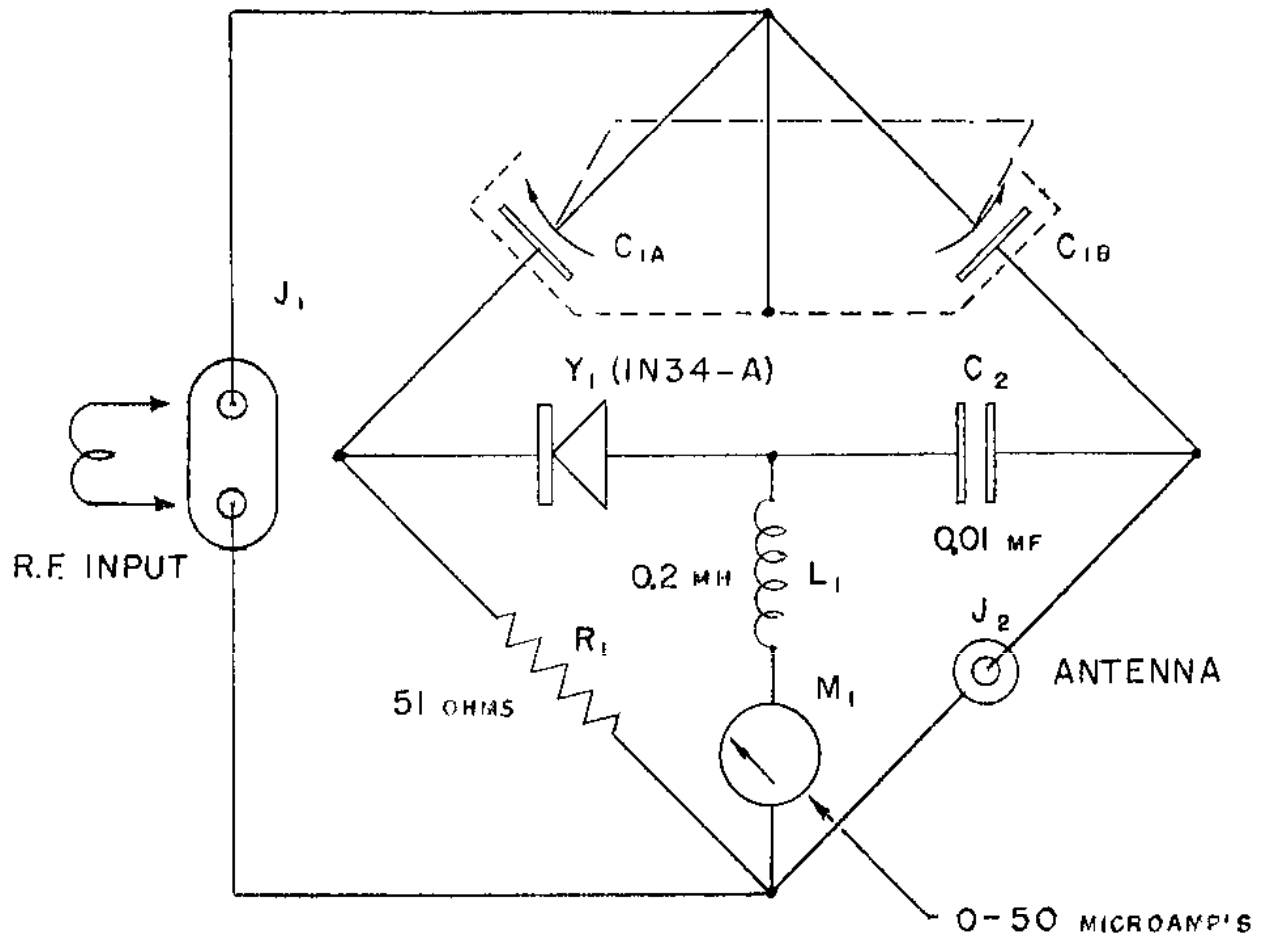 C1A
C1B
J1
Y1 (1N34-A)
C2
R.F. INPUT
0.01 MF
0.2 MH
L1
J2
R1
ANTENNA
51 OHMS
M1
0-50 MICROAMP'S